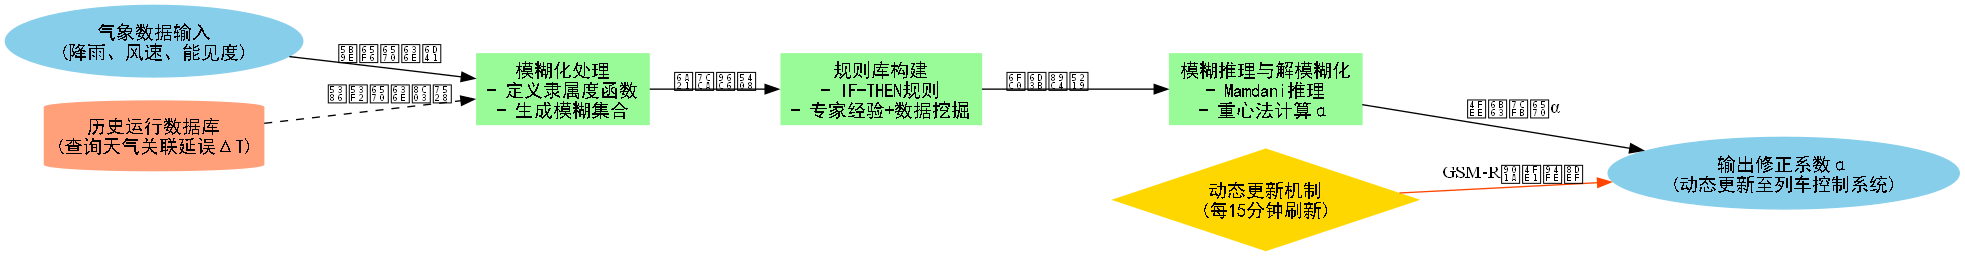 气象数据输入
(降雨、风速、能见度)
历史运行数据库
(查询天气关联延误ΔT)
模糊化处理
- 定义隶属度函数
- 生成模糊集合
规则库构建
- IF-THEN规则
- 专家经验+数据挖掘
模糊推理与解模糊化
- Mamdani推理
- 重心法计算α
α
动态更新机制
(每15分钟刷新)
GSM-R
输出修正系数α
(动态更新至列车控制系统)